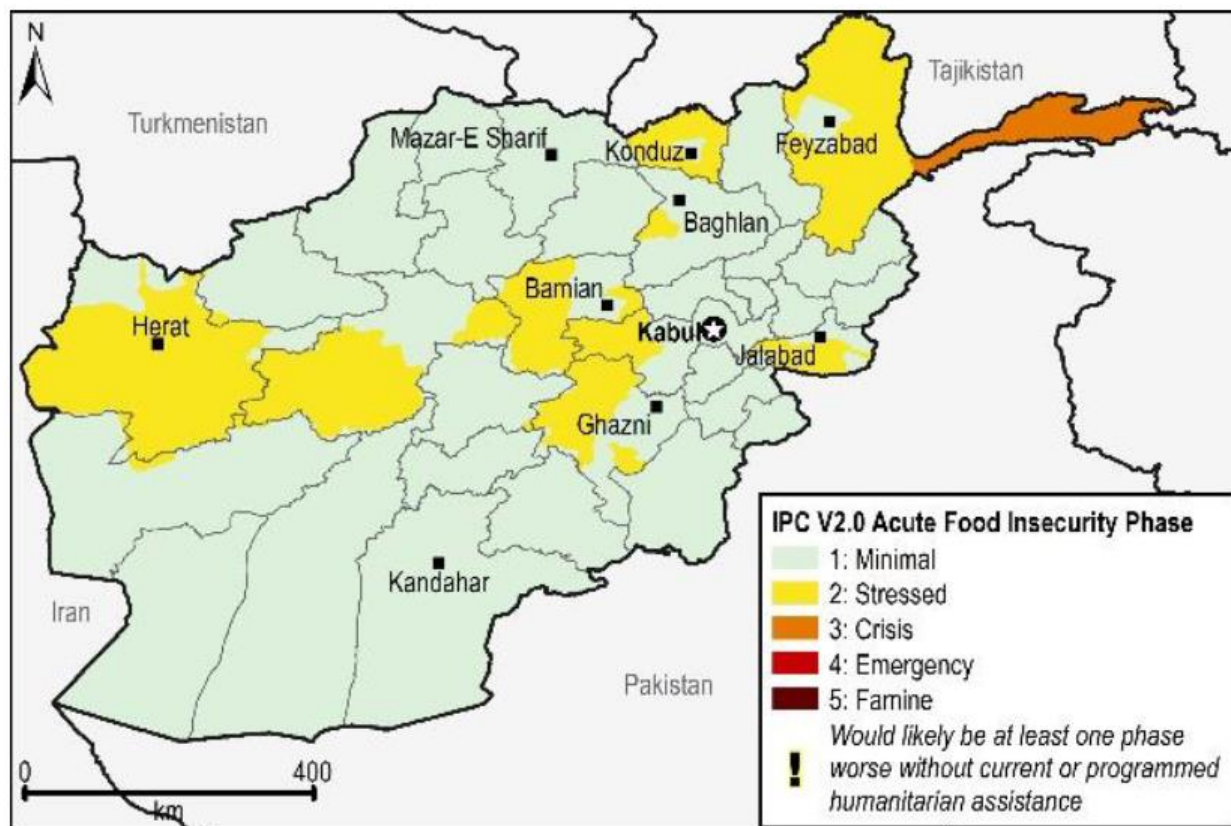 N
Tajikistan
Turkmenistan
Mazar-E Sharif
Konduz
Feyzabad
Baghlan
Bamian
Herat
Kabul
Jalabad
Ghazni
Kandahar
Iran
Pakistan
0 400
km
IPC V2.0 Acute Food Insecurity Phase
1: Minimal
2: Stressed
3: Crisis
4: Emergency
5: Famine
! Would likely be at least one phase
worse without current or programmed
humanitarian assistance